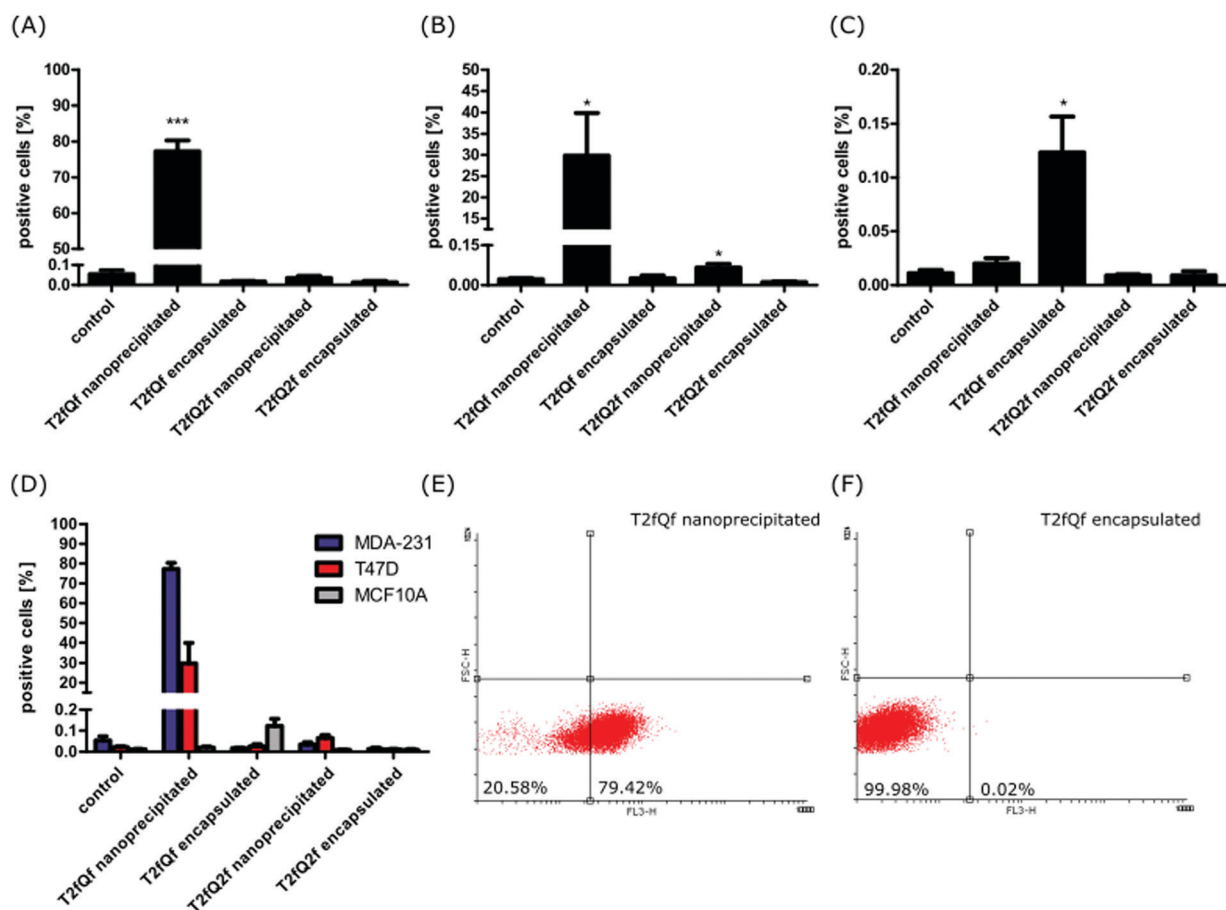 (A)
positive cells [%]
100
90
80
70
60
50
0.1
0.0
***
control
T2fQf nanoprecipitated
T2fQf encapsulated
T2fQ2f nanoprecipitated
T2fQ2f encapsulated
(B)
positive cells [%]
50
45
40
35
30
25
20
15
0.15
0.00
*
*
control
T2fQf nanoprecipitated
T2fQf encapsulated
T2fQ2f nanoprecipitated
T2fQ2f encapsulated
(C)
positive cells [%]
0.20
0.15
0.10
0.05
0.00
*
control
T2fQf nanoprecipitated
T2fQf encapsulated
T2fQ2f nanoprecipitated
T2fQ2f encapsulated
(D)
positive cells [%]
100
90
80
70
60
50
40
30
20
0.2
0.1
0.0
MDA-231
T47D
MCF10A
control
T2fQf nanoprecipitated
T2fQf encapsulated
T2fQ2f nanoprecipitated
T2fQ2f encapsulated
(E)
T2fQf nanoprecipitated
FSC-H
20.58%
79.42%
FL3-H
(F)
T2fQf encapsulated
FSC-H
99.98%
0.02%
FL3-H